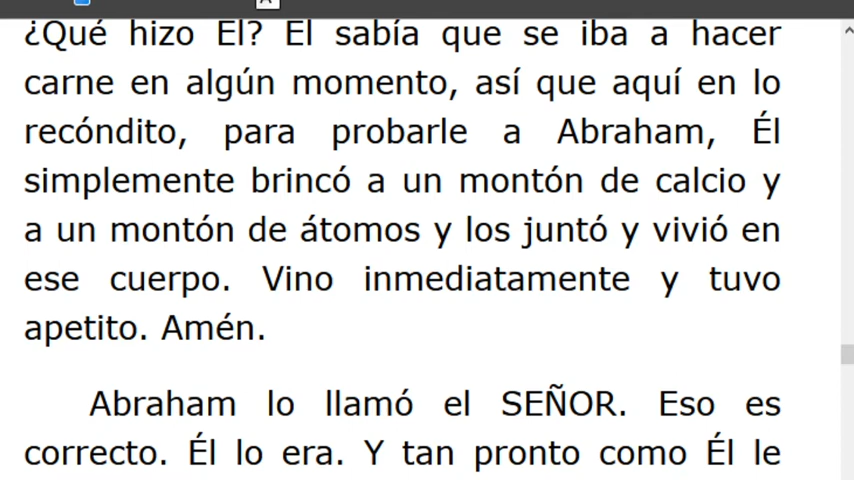 ¿Qué hizo Él? Él sabía que se iba a hacer
carne en algún momento, así que aquí en lo
recóndito, para probarle a Abraham, Él
simplemente brincó a un montón de calcio y
a un montón de átomos y los juntó y vivió en
ese cuerpo. Vino inmediatamente y tuvo
apetito. Amén.
Abraham lo llamó el SEÑOR. Eso es
correcto. Él lo era. Y tan pronto como Él le